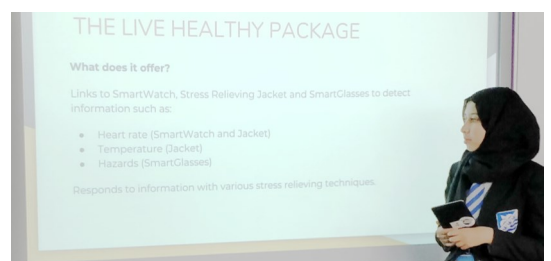 THE LIVE HEALTHY PACKAGE
What does it offer?
Links to SmartWatch, Stress Relieving Jacket and SmartGlasses to detect
information such as:
● Heart rate (SmartWatch and Jacket)
● Temperature (Jacket)
● Hazards (SmartGlasses)
Responds to information with various stress relieving techniques.